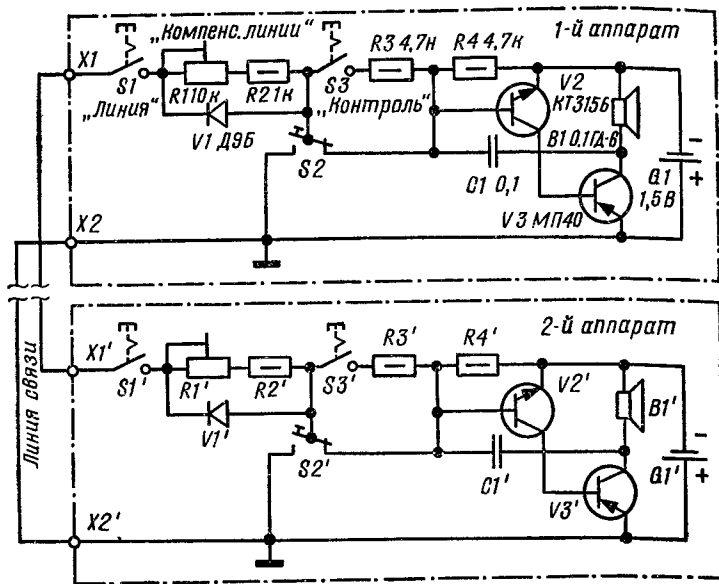 1-й аппарат
„Компенс. линии"
X1
S1
R1 10к
R2 1к
S3
R3 4,7к
R4 4,7к
V2
КТ315б
„Линия"
„Контроль"
V1 Д9Б
B1 0,1ГД-6
S2
C1 0,1
G1
1,5 В
−
+
V3 МП40
X2
Линия связи
2-й аппарат
X1'
S1'
R1'
R2'
S3'
R3'
R4'
V2'
B1'
V1'
S2'
C1'
V3'
G1'
−
+
X2'